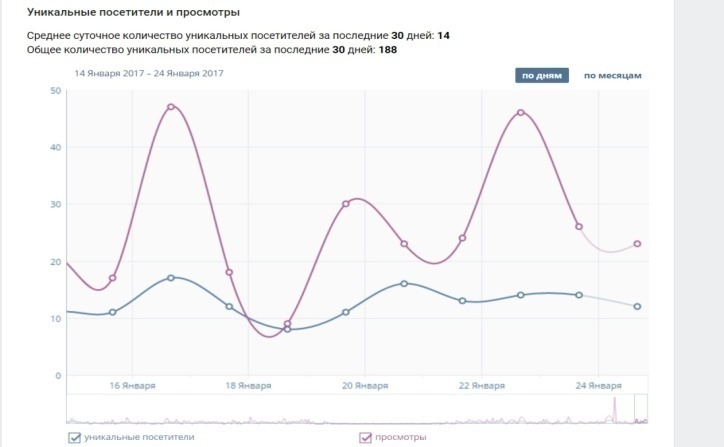 Уникальные посетители и просмотры
Среднее суточное количество уникальных посетителей за последние 30 дней: 14
Общее количество уникальных посетителей за последние 30 дней: 188
14 Января 2017 – 24 Января 2017
по дням по месяцам
50
40
30
20
10
0
16 Января 18 Января 20 Января 22 Января 24 Января
уникальные посетители просмотры